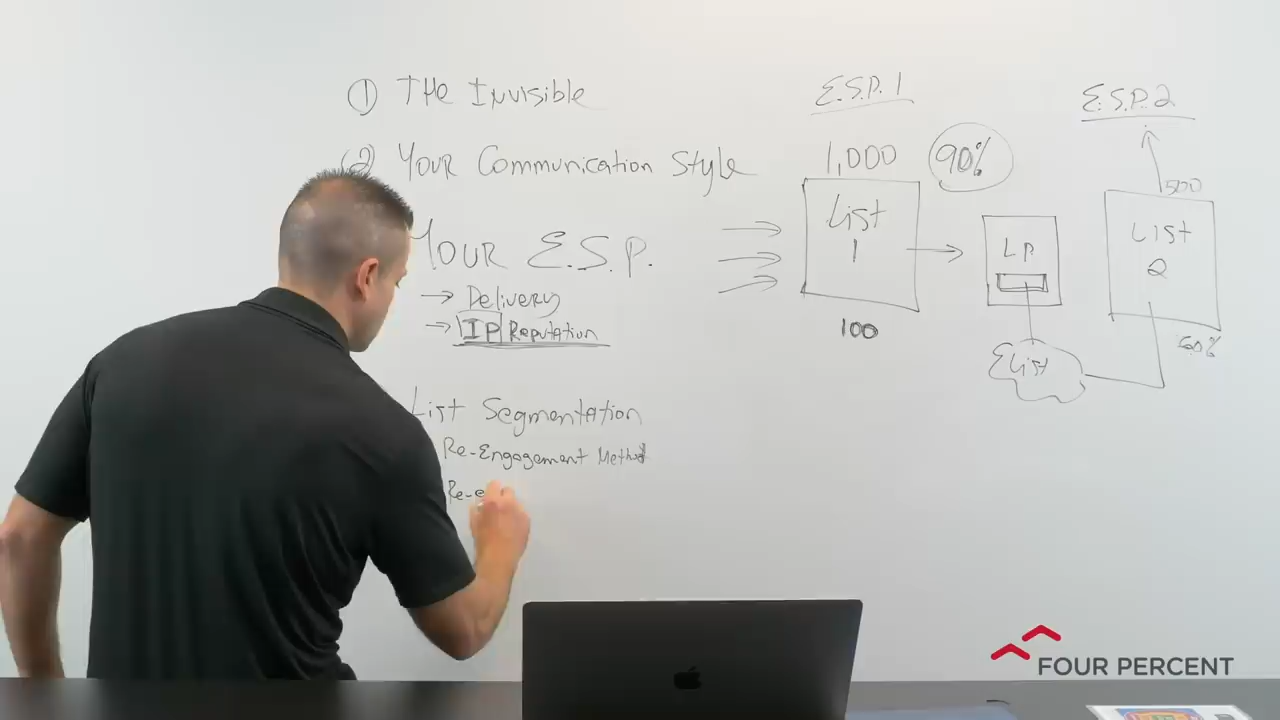 ① THE INVISIBLE
② YOUR COMMUNICATION STYLE
YOUR E.S.P.
→ Delivery
→ IP Reputation
List Segmentation
Re-Engagement Method
Re-e
E.S.P. 1
1,000
90%
List
1
100
LP
EList
E.S.P. 2
500
List
2
60%
FOUR PERCENT